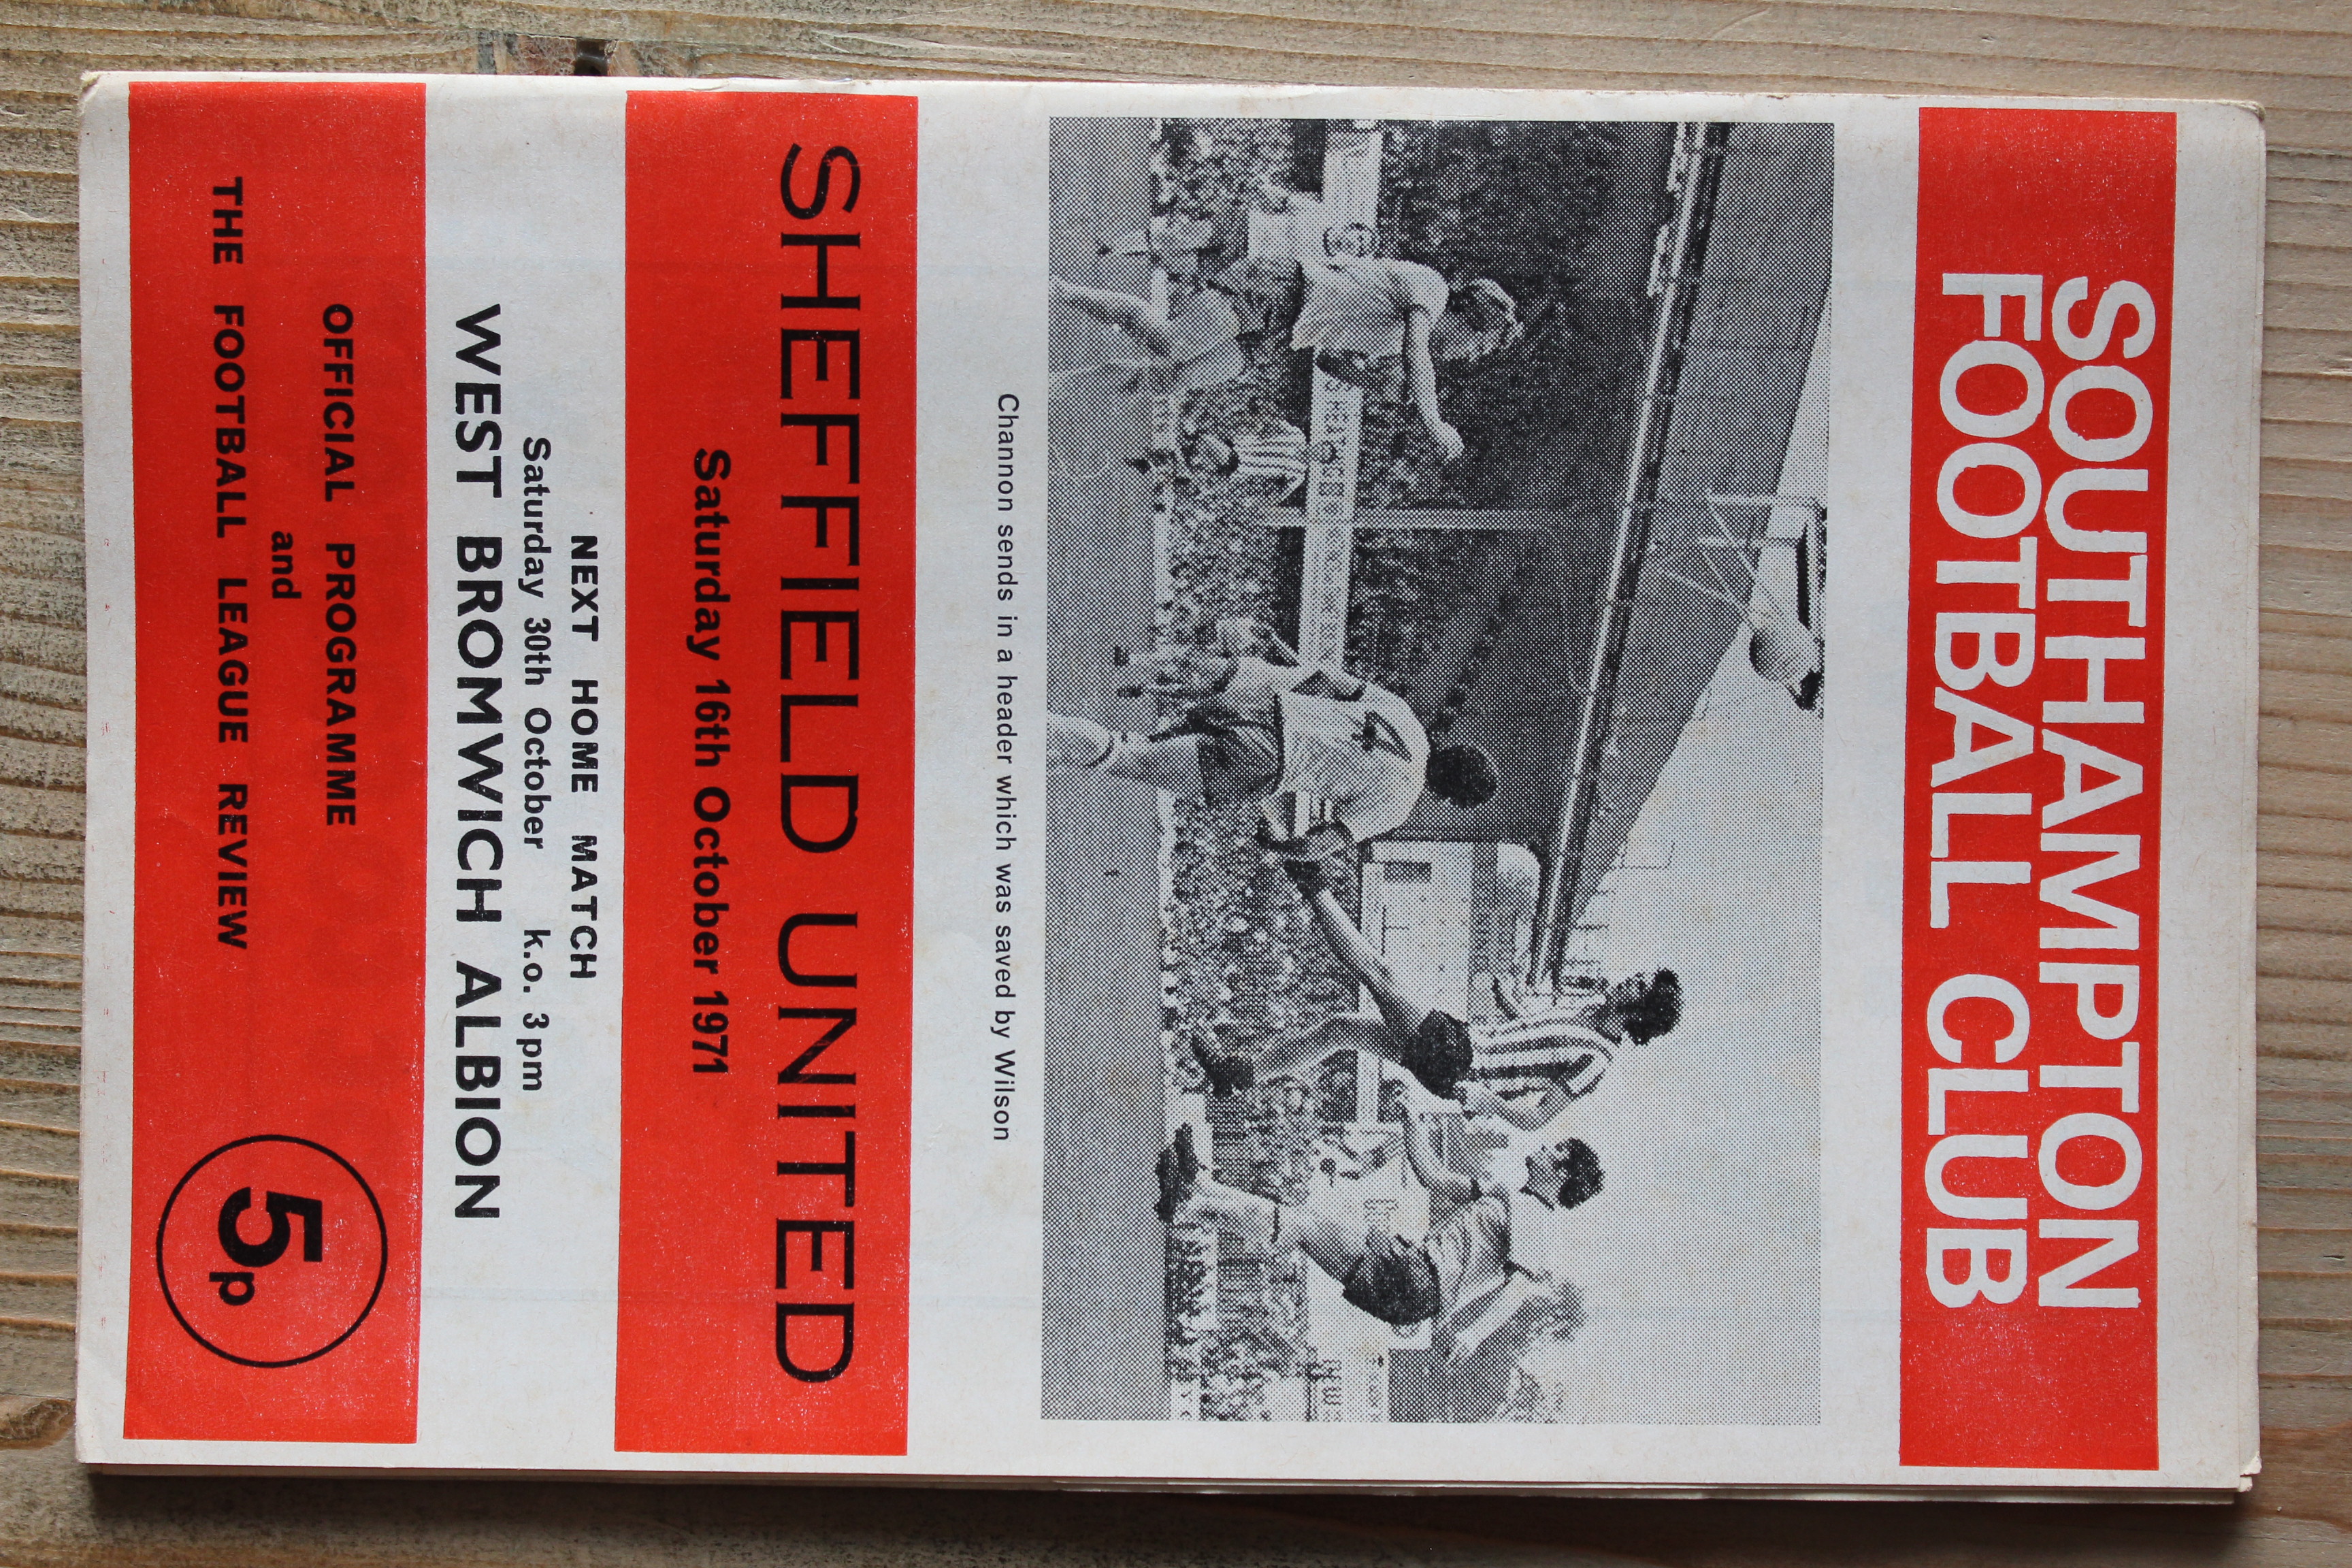 SOUTHAMPTON
FOOTBALL CLUB
Channon sends in a header which was saved by Wilson
SHEFFIELD UNITED
Saturday 16th October 1971
NEXT HOME MATCH
Saturday 30th October k.o. 3pm
WEST BROMWICH ALBION
OFFICIAL PROGRAMME
and
THE FOOTBALL LEAGUE REVIEW
5p